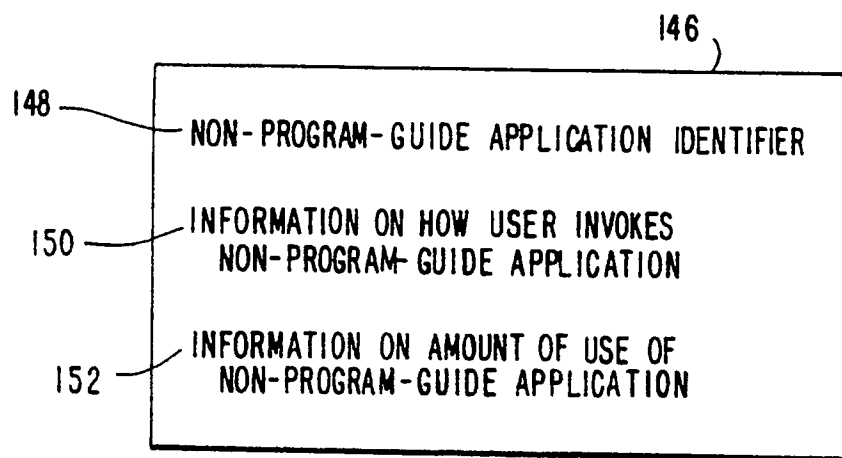 146
148
NON-PROGRAM-GUIDE APPLICATION IDENTIFIER
150
INFORMATION ON HOW USER INVOKES
NON-PROGRAM-GUIDE APPLICATION
152
INFORMATION ON AMOUNT OF USE OF
NON-PROGRAM-GUIDE APPLICATION